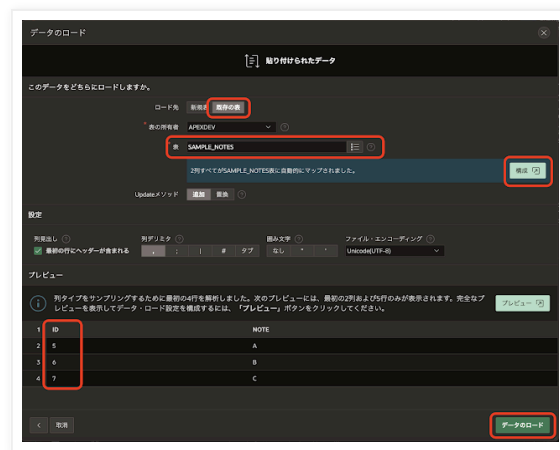 データのロード
貼り付けられたデータ
このデータをどちらにロードしますか。
ロード先 新規表 既存の表
* 表の所有者 APEXDEV
* 表 SAMPLE_NOTES
2列すべてがSAMPLE_NOTES表に自動的にマップされました。 構成
Updateメソッド 追加 置換
設定
列見出し 列デリミタ 囲み文字 ファイル・エンコーディング
最初の行にヘッダーが含まれる , ; | # タブ なし " ' Unicode(UTF-8)
プレビュー
列タイプをサンプリングするために最初の4行を解析しました。次のプレビューには、最初の2列および5行のみが表示されます。完全なプ
レビューを表示してデータ・ロード設定を構成するには、「プレビュー」ボタンをクリックしてください。 プレビュー
1 ID NOTE
2 5 A
3 6 B
4 7 C
取消 データのロード